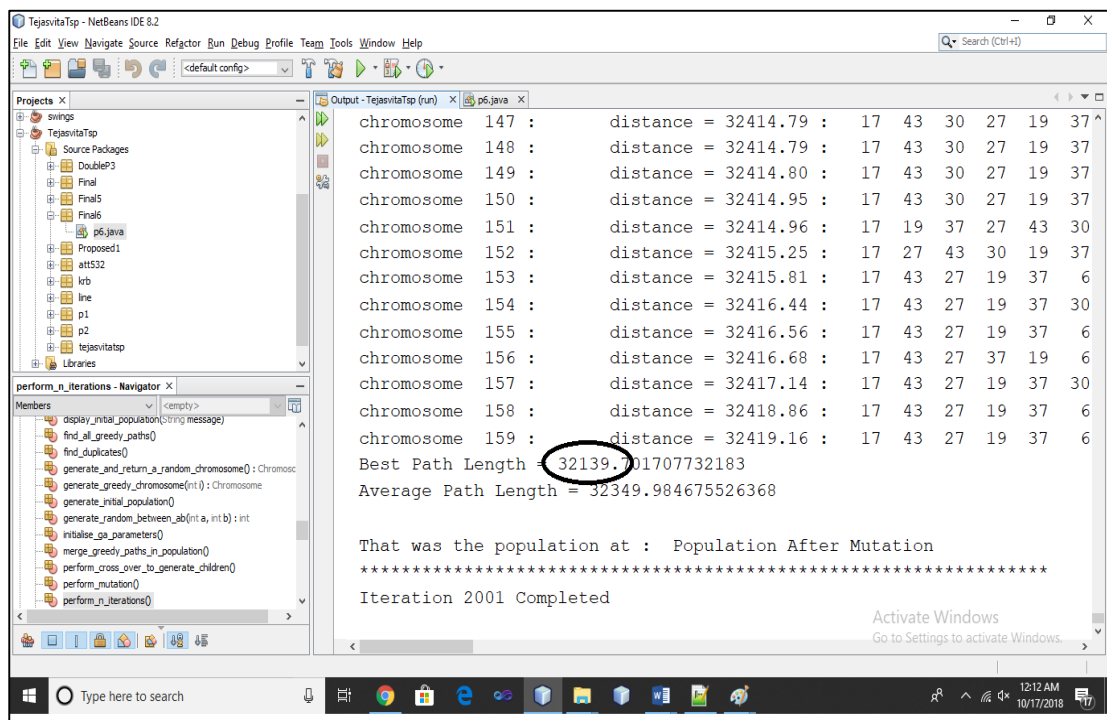 TejasvitaTsp - NetBeans IDE 8.2
File Edit View Navigate Source Refactor Run Debug Profile Team Tools Window Help
Search (Ctrl+I)
<default config>
Projects
Output - TejasvitaTsp (run) p6.java
swings
TejasvitaTsp
Source Packages
DoubleP3
Final
Final5
Final6
p6.java
Proposed1
att532
krb
line
p1
p2
tejasvitatsp
Libraries
perform_n_iterations - Navigator
Members <empty>
display_initial_population(String message)
find_all_greedy_paths()
find_duplicates()
generate_and_return_a_random_chromosome() : Chromosc
generate_greedy_chromosome(int i) : Chromosome
generate_initial_population()
generate_random_between_ab(int a, int b) : int
initialise_ga_parameters()
merge_greedy_paths_in_population()
perform_cross_over_to_generate_children()
perform_mutation()
perform_n_iterations()
chromosome 147 : distance = 32414.79 : 17 43 30 27 19 37
chromosome 148 : distance = 32414.79 : 17 43 30 27 19 37
chromosome 149 : distance = 32414.80 : 17 43 30 27 19 37
chromosome 150 : distance = 32414.95 : 17 43 30 27 19 37
chromosome 151 : distance = 32414.96 : 17 19 37 27 43 30
chromosome 152 : distance = 32415.25 : 17 27 43 30 19 37
chromosome 153 : distance = 32415.81 : 17 43 27 19 37 6
chromosome 154 : distance = 32416.44 : 17 43 27 19 37 30
chromosome 155 : distance = 32416.56 : 17 43 27 19 37 6
chromosome 156 : distance = 32416.68 : 17 43 27 37 19 6
chromosome 157 : distance = 32417.14 : 17 43 27 19 37 30
chromosome 158 : distance = 32418.86 : 17 43 27 19 37 6
chromosome 159 : distance = 32419.16 : 17 43 27 19 37 6
Best Path Length = 32139.701707732183
Average Path Length = 32349.984675526368
That was the population at : Population After Mutation
*****************************************************************
Iteration 2001 Completed
Activate Windows
Go to Settings to activate Windows.
Type here to search
12:12 AM
10/17/2018
17